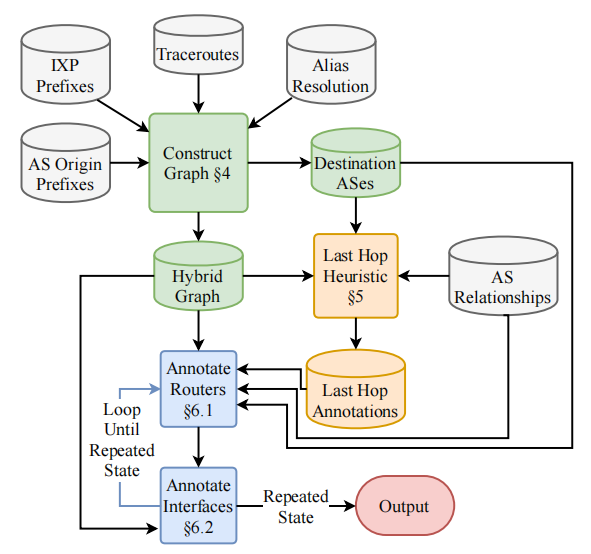 IXP
Prefixes
Traceroutes
Alias
Resolution
AS Origin
Prefixes
Construct
Graph §4
Destination
ASes
Hybrid
Graph
Last Hop
Heuristic
§5
AS
Relationships
Annotate
Routers
§6.1
Last Hop
Annotations
Loop
Until
Repeated
State
Annotate
Interfaces
§6.2
Repeated
State
Output